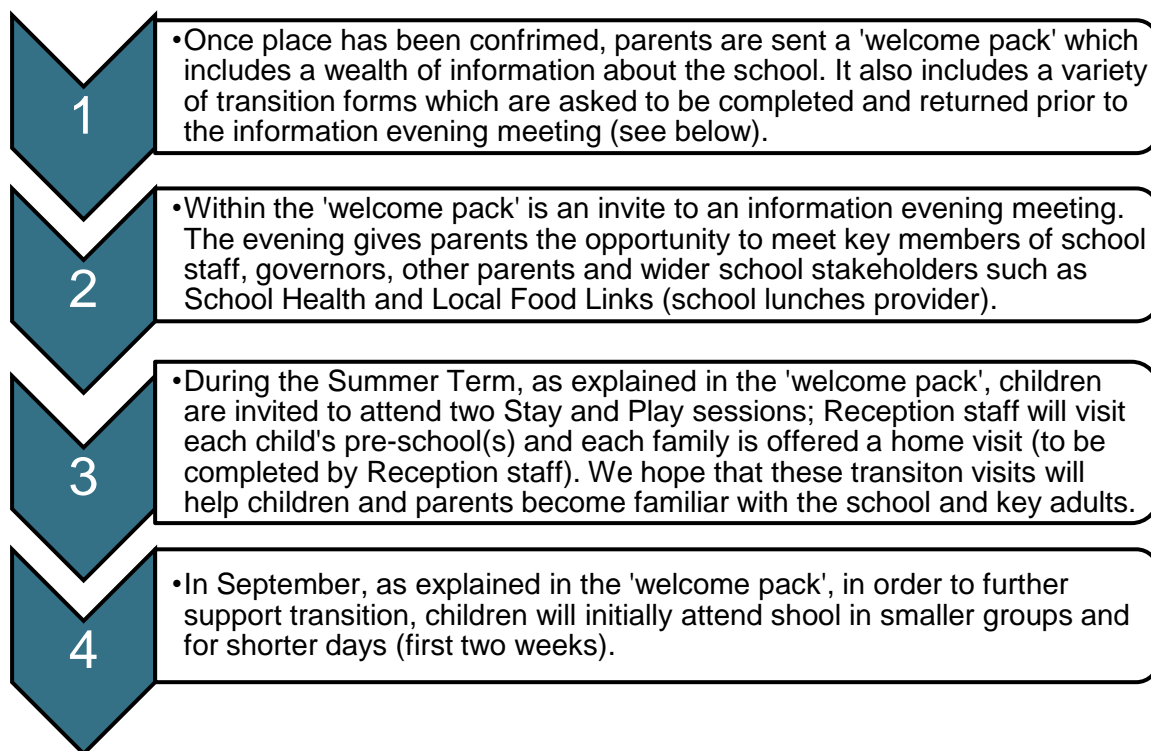 1
•Once place has been confrimed, parents are sent a 'welcome pack' which
includes a wealth of information about the school. It also includes a variety
of transition forms which are asked to be completed and returned prior to
the information evening meeting (see below).
2
•Within the 'welcome pack' is an invite to an information evening meeting.
The evening gives parents the opportunity to meet key members of school
staff, governors, other parents and wider school stakeholders such as
School Health and Local Food Links (school lunches provider).
3
•During the Summer Term, as explained in the 'welcome pack', children
are invited to attend two Stay and Play sessions; Reception staff will visit
each child's pre-school(s) and each family is offered a home visit (to be
completed by Reception staff). We hope that these transiton visits will
help children and parents become familiar with the school and key adults.
4
•In September, as explained in the 'welcome pack', in order to further
support transition, children will initially attend shool in smaller groups and
for shorter days (first two weeks).